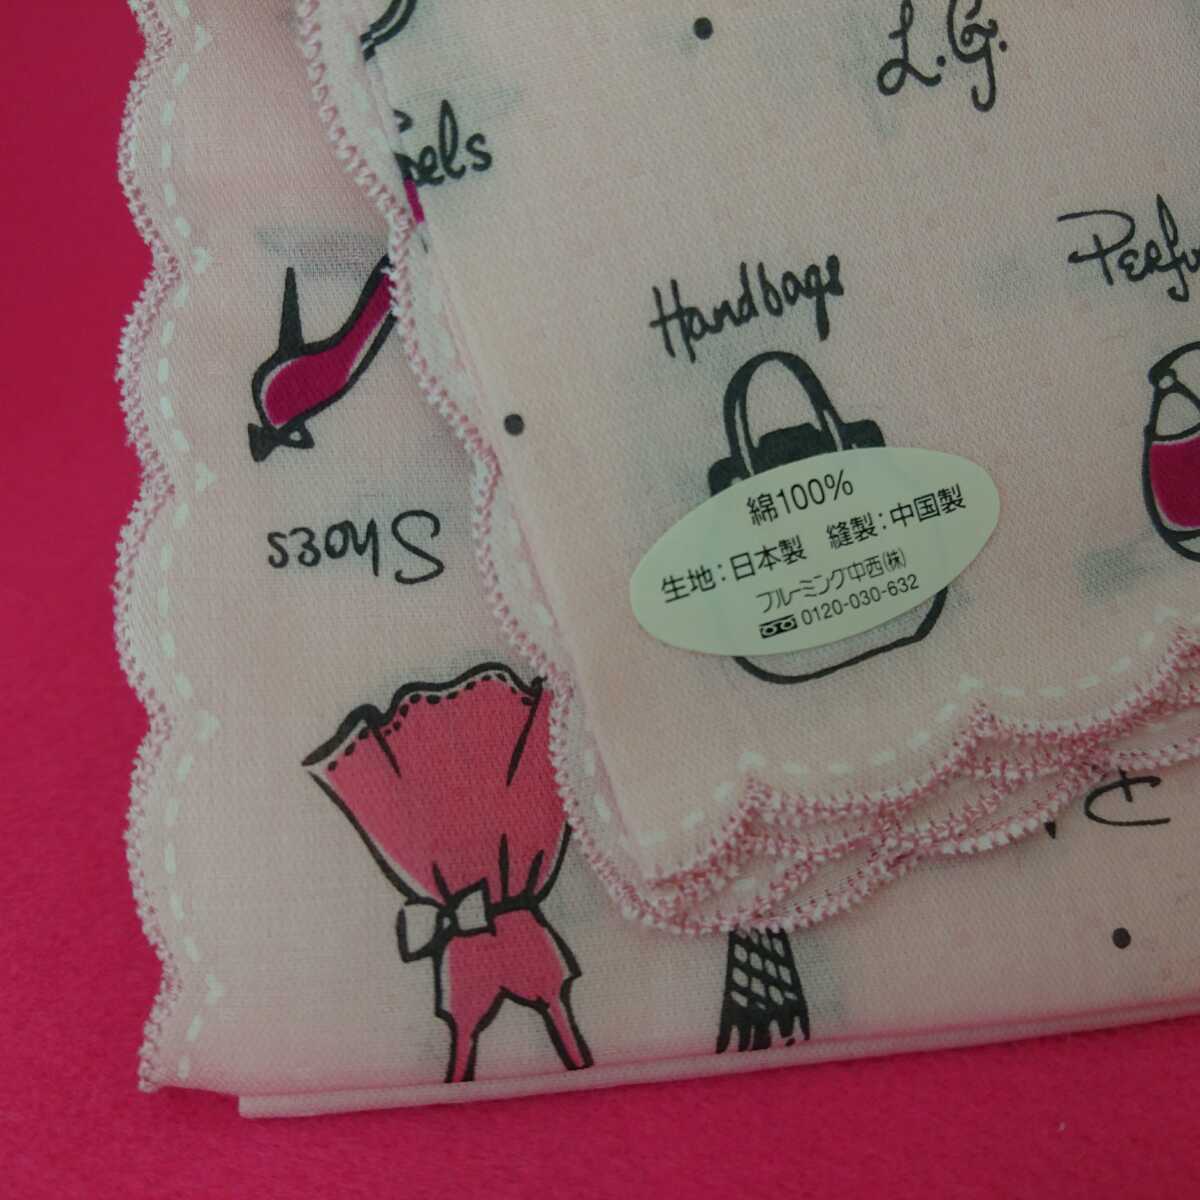 L.G.
Handbags
Shoes
綿100%
生地:日本製 縫製:中国製
ブルーミング中西(株)
0120-030-632